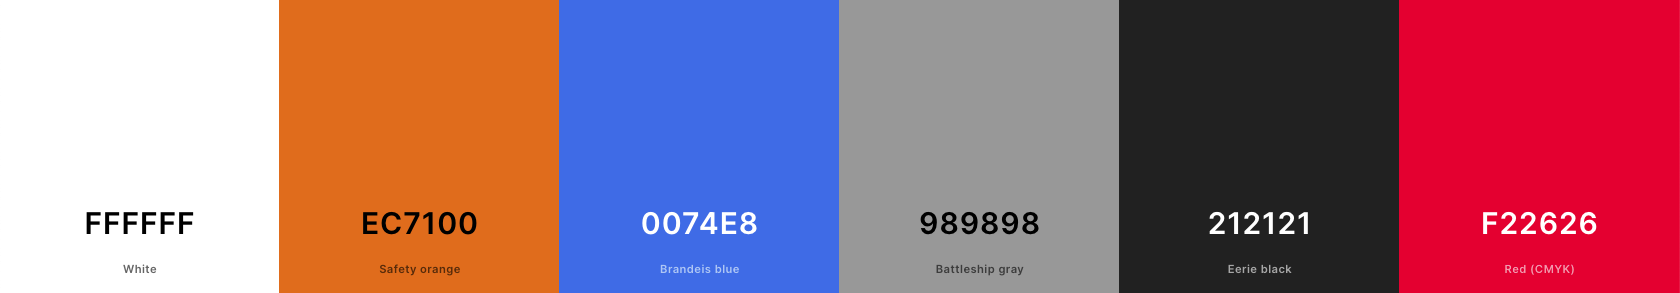 FFFFFF
White
EC7100
Safety orange
0074E8
Brandeis blue
989898
Battleship gray
212121
Eerie black
F22626
Red (CMYK)